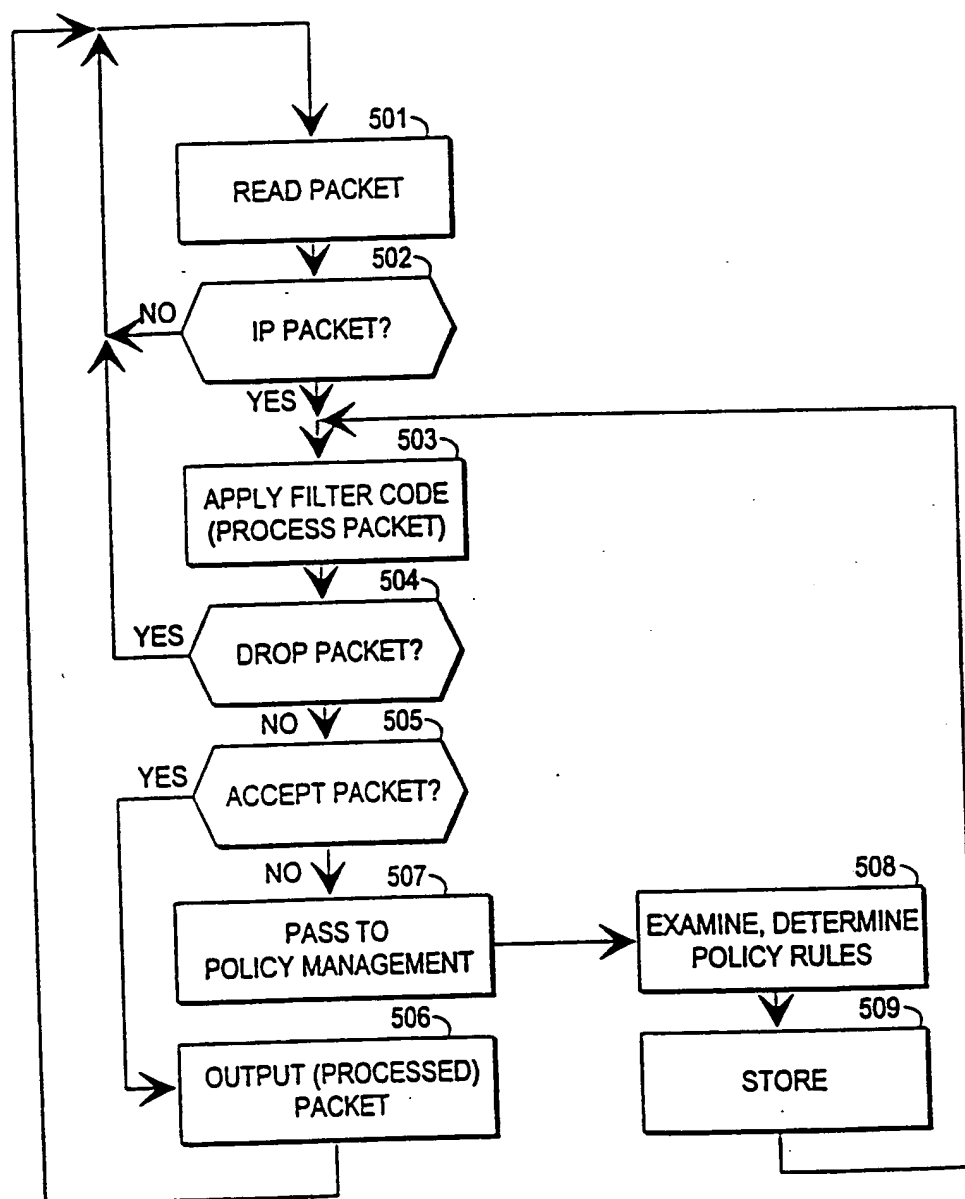 501
READ PACKET
502
NO
IP PACKET?
YES
503
APPLY FILTER CODE
(PROCESS PACKET)
504
YES
DROP PACKET?
NO
505
YES
ACCEPT PACKET?
NO
507
PASS TO
POLICY MANAGEMENT
508
EXAMINE, DETERMINE
POLICY RULES
506
OUTPUT (PROCESSED)
PACKET
509
STORE